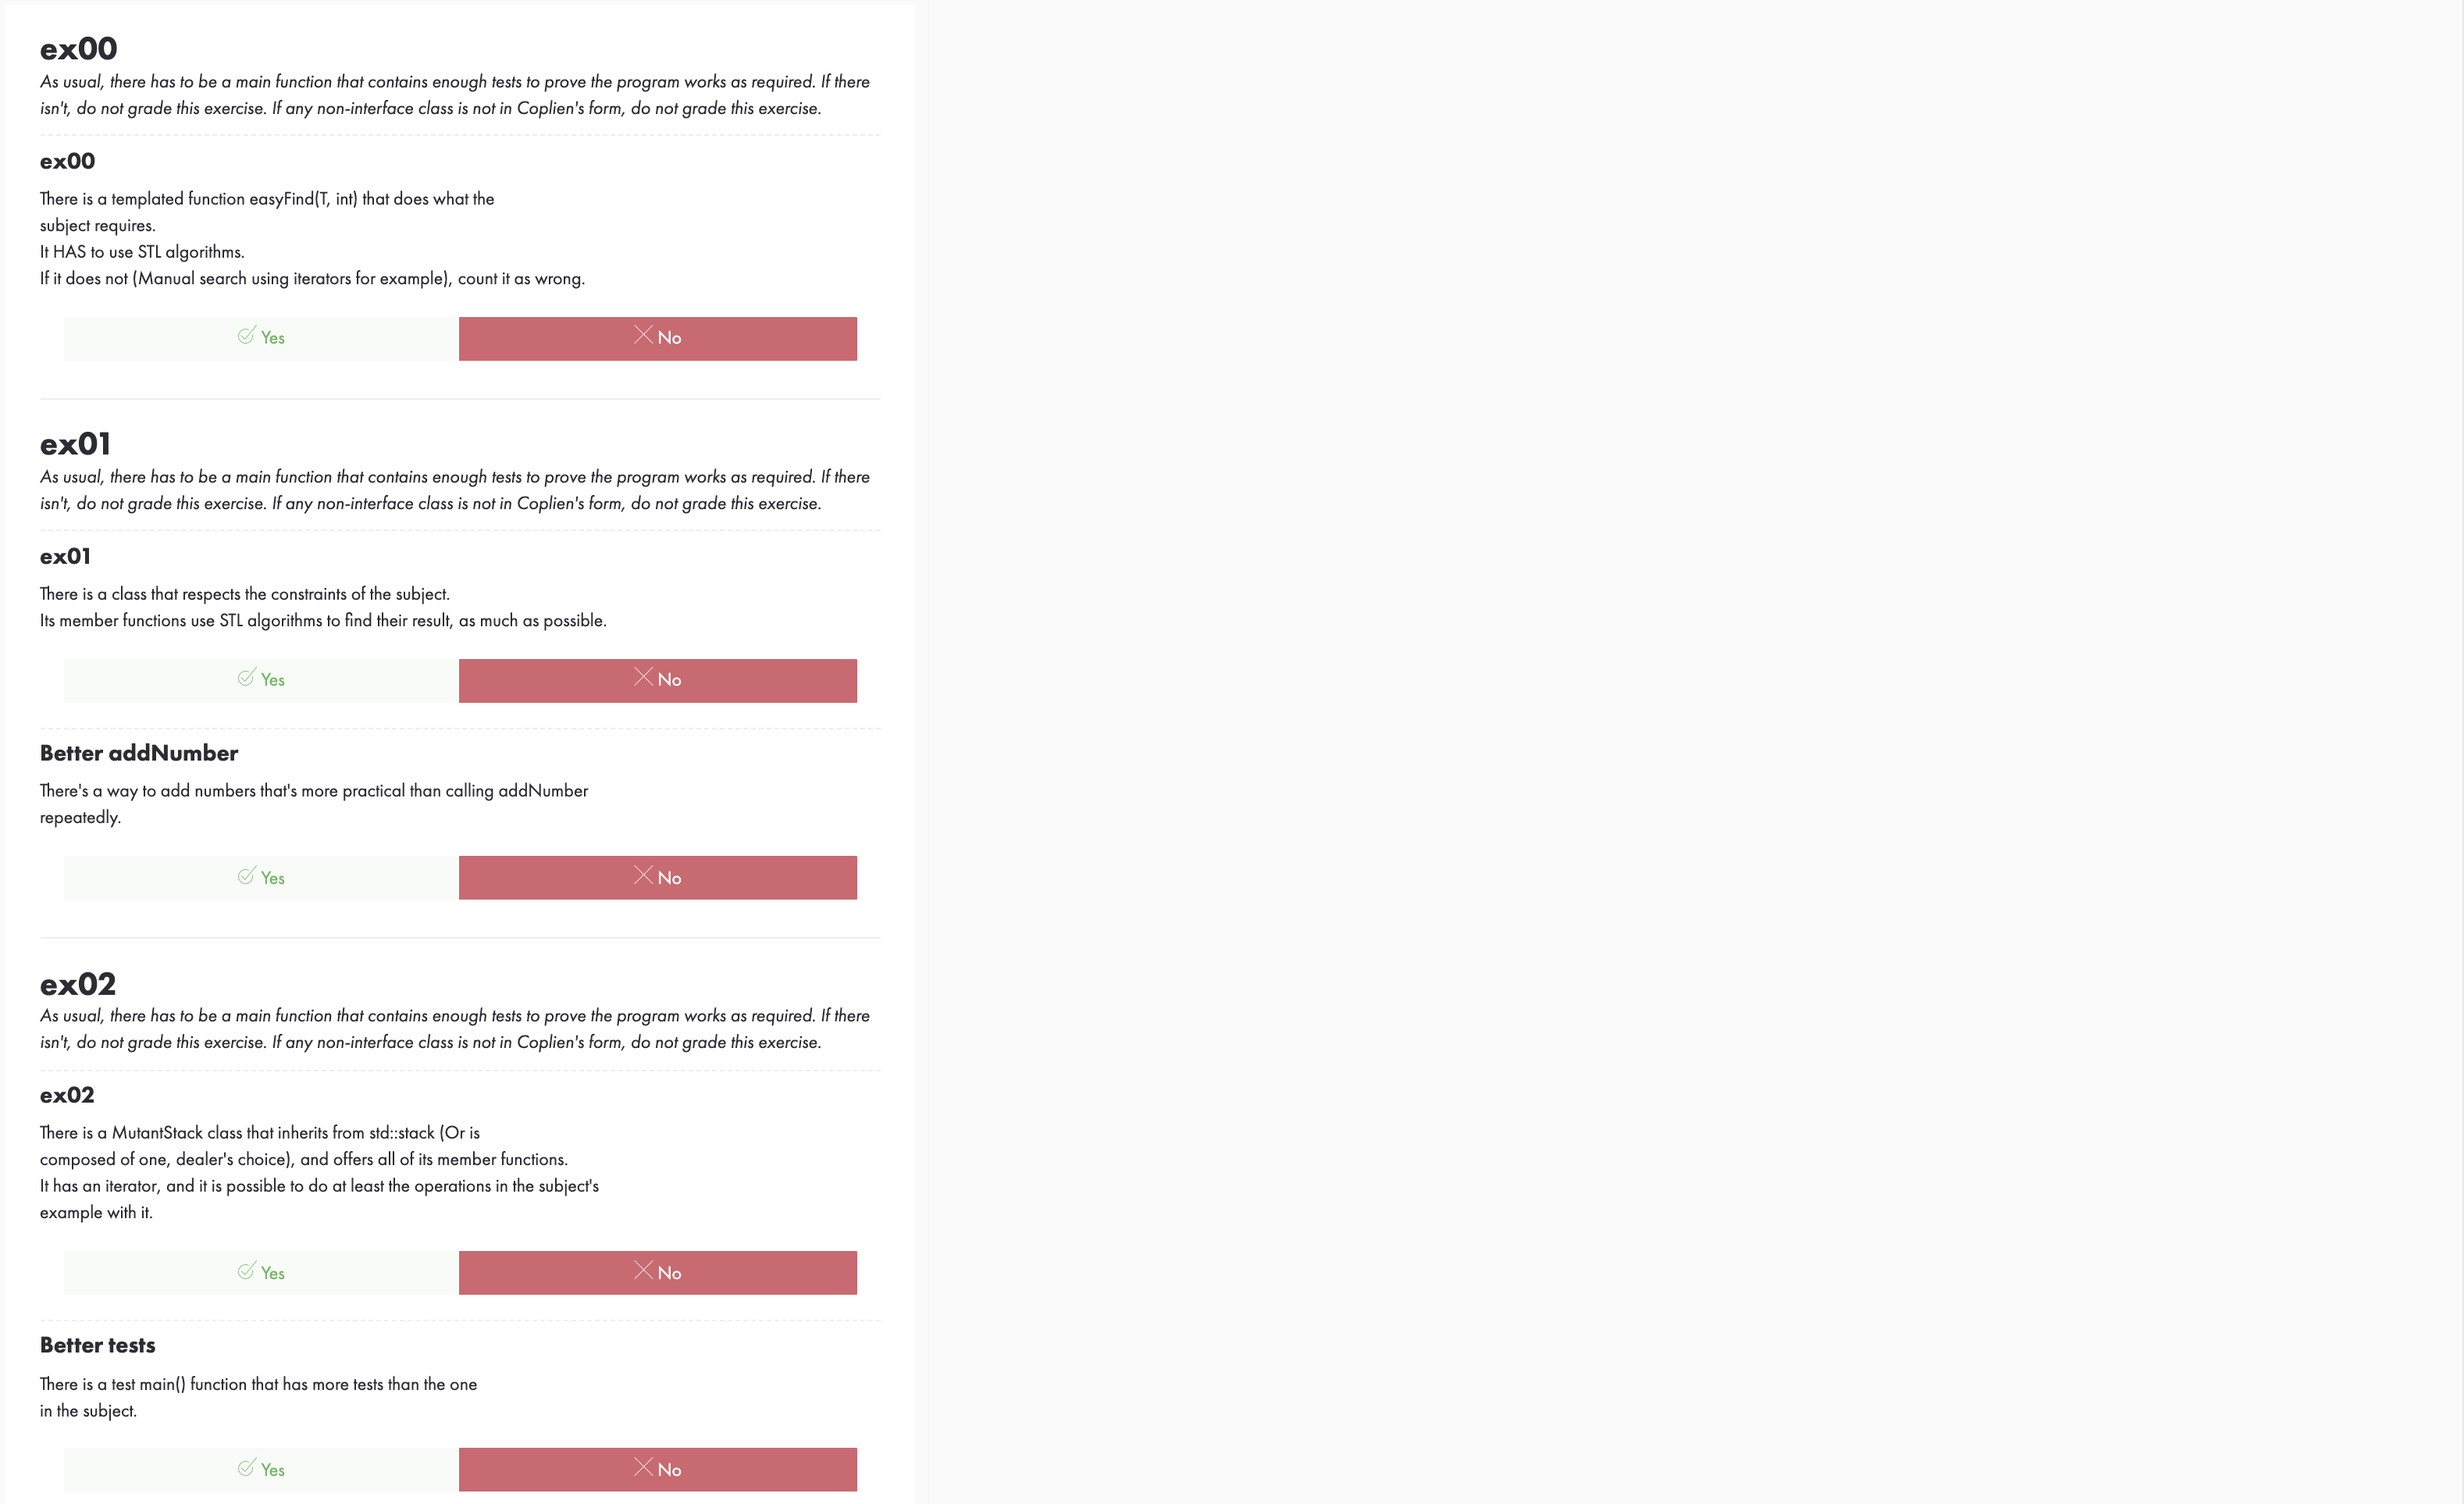 ex00
As usual, there has to be a main function that contains enough tests to prove the program works as required. If there
isn't, do not grade this exercise. If any non-interface class is not in Coplien's form, do not grade this exercise.
ex00
There is a templated function easyFind(T, int) that does what the
subject requires.
It HAS to use STL algorithms.
If it does not (Manual search using iterators for example), count it as wrong.
Yes No
ex01
As usual, there has to be a main function that contains enough tests to prove the program works as required. If there
isn't, do not grade this exercise. If any non-interface class is not in Coplien's form, do not grade this exercise.
ex01
There is a class that respects the constraints of the subject.
Its member functions use STL algorithms to find their result, as much as possible.
Yes No
Better addNumber
There's a way to add numbers that's more practical than calling addNumber
repeatedly.
Yes No
ex02
As usual, there has to be a main function that contains enough tests to prove the program works as required. If there
isn't, do not grade this exercise. If any non-interface class is not in Coplien's form, do not grade this exercise.
ex02
There is a MutantStack class that inherits from std::stack (Or is
composed of one, dealer's choice), and offers all of its member functions.
It has an iterator, and it is possible to do at least the operations in the subject's
example with it.
Yes No
Better tests
There is a test main() function that has more tests than the one
in the subject.
Yes No